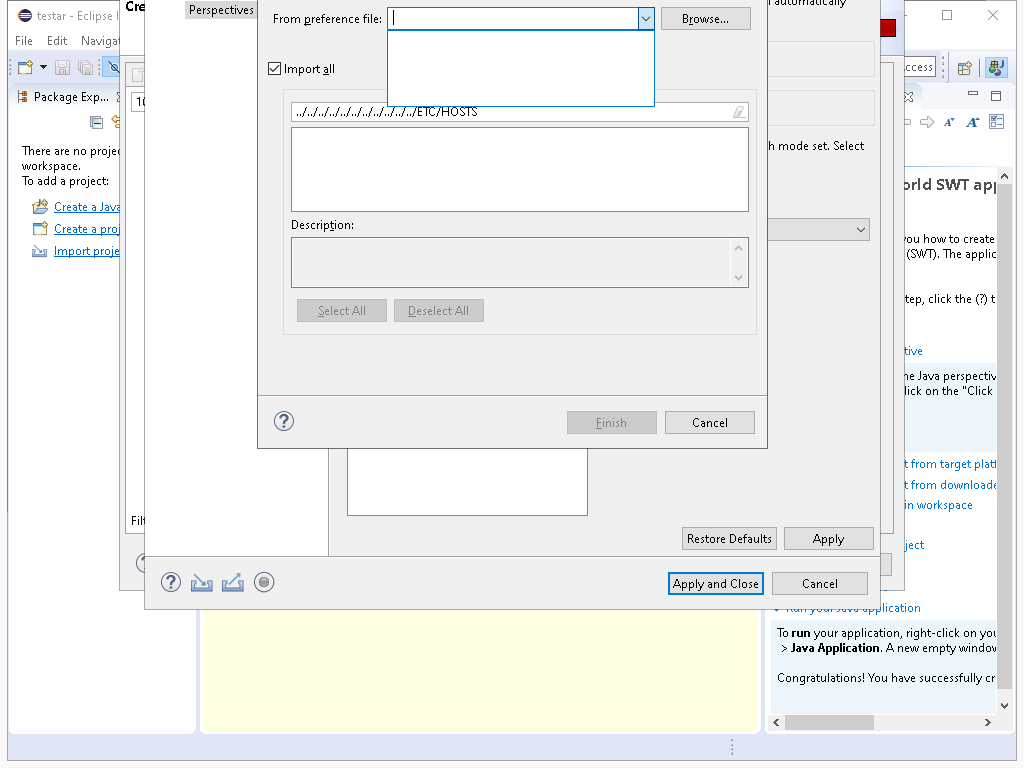 testar - Eclipse I
Cre
Perspectives
From preference file:
Browse...
automatically
File Edit Navigat
Import all
cess
Package Exp...
10
../../../../../../../../../../../ETC/HOSTS
There are no projec
workspace.
To add a project:
h mode set. Select
orld SWT app
Create a Java
Create a proj
Import proje
Description:
you how to create
(SWT). The applic
tep, click the (?) t
Select All
Deselect All
tive
he Java perspectiv
lick on the "Click
Finish
Cancel
t from target platf
t from downloade
in workspace
Filt
Restore Defaults
Apply
ject
Apply and Close
Cancel
Run your Java application
To run your application, right-click on you
> Java Application. A new empty window
Congratulations! You have successfully cr